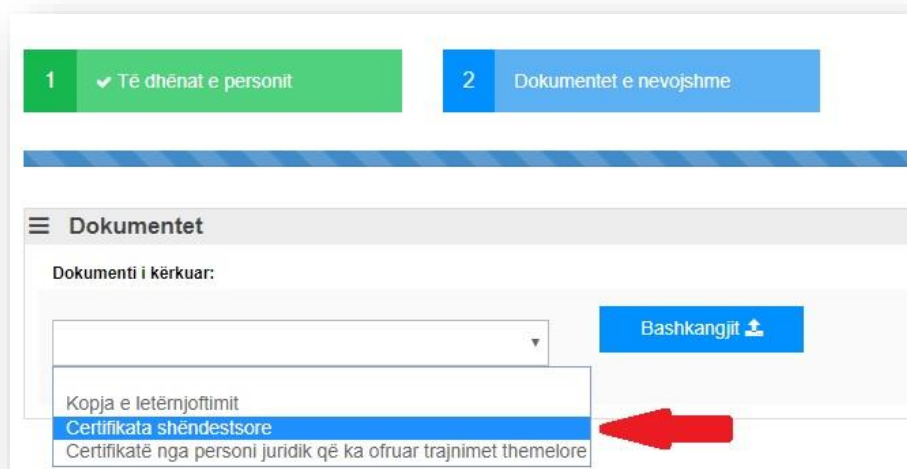 1 Të dhënat e personit
2 Dokumentet e nevojshme
Dokumentet
Dokumenti i kërkuar:
Bashkangjit
Kopja e letërnjoftimit
Certifikata shëndestsore
Certifikatë nga personi juridik që ka ofruar trajnimet themelore